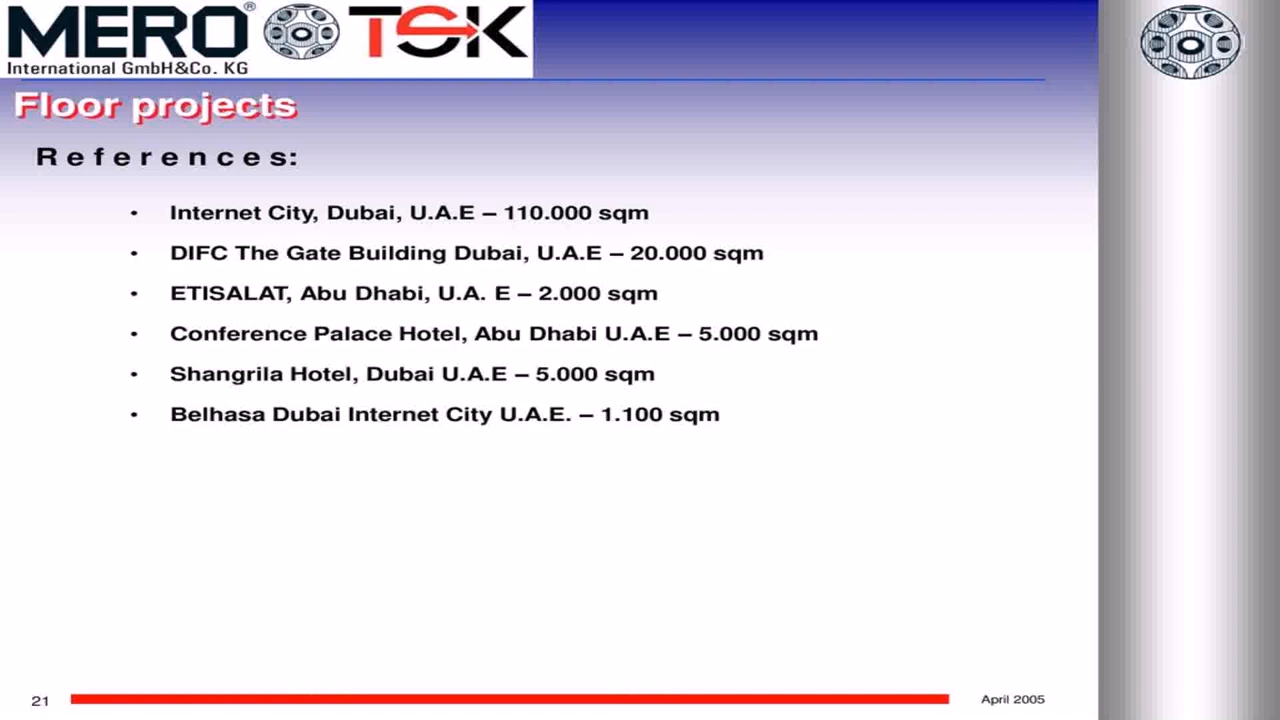 MERO® TSK
International GmbH&Co. KG
Floor projects
References:
• Internet City, Dubai, U.A.E – 110.000 sqm
• DIFC The Gate Building Dubai, U.A.E – 20.000 sqm
• ETISALAT, Abu Dhabi, U.A. E – 2.000 sqm
• Conference Palace Hotel, Abu Dhabi U.A.E – 5.000 sqm
• Shangrila Hotel, Dubai U.A.E – 5.000 sqm
• Belhasa Dubai Internet City U.A.E. – 1.100 sqm
21
April 2005